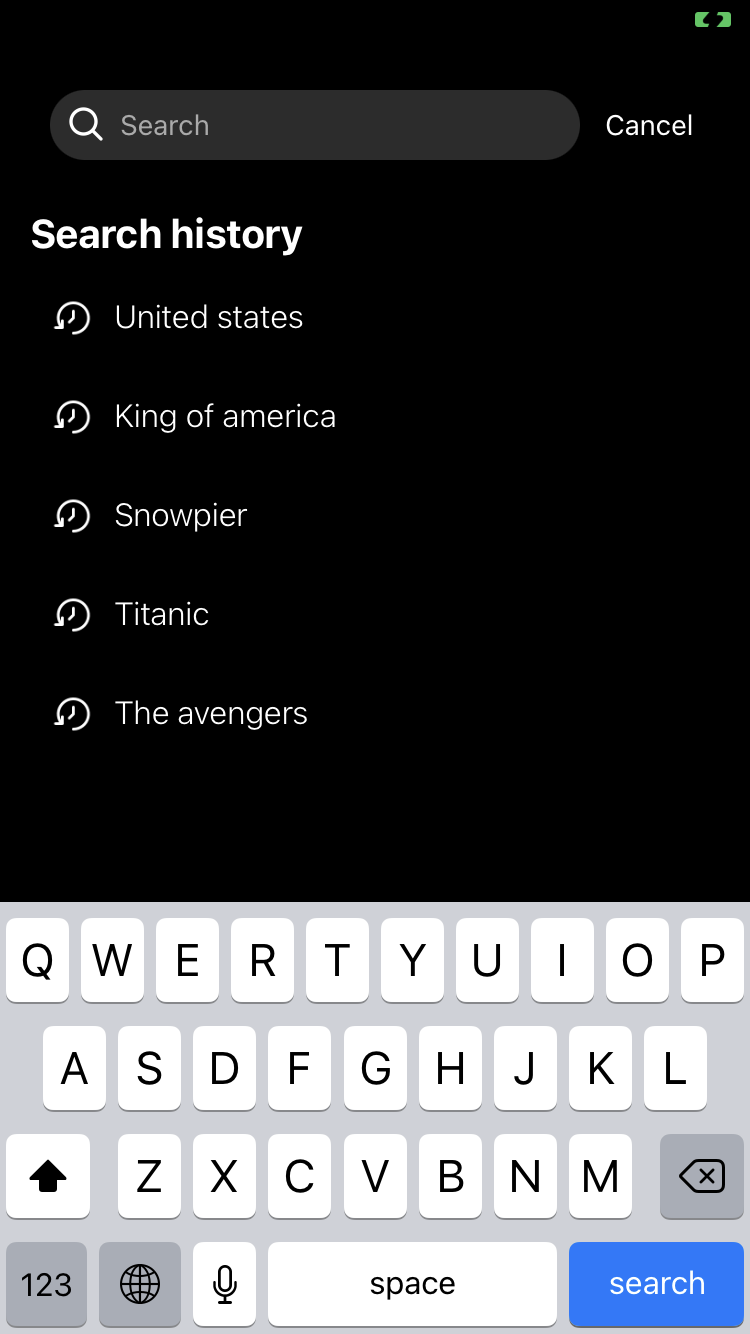 Search
Cancel
Search history
United states
King of america
Snowpier
Titanic
The avengers
Q W E R T Y U I O P
A S D F G H J K L
Z X C V B N M
123 space search